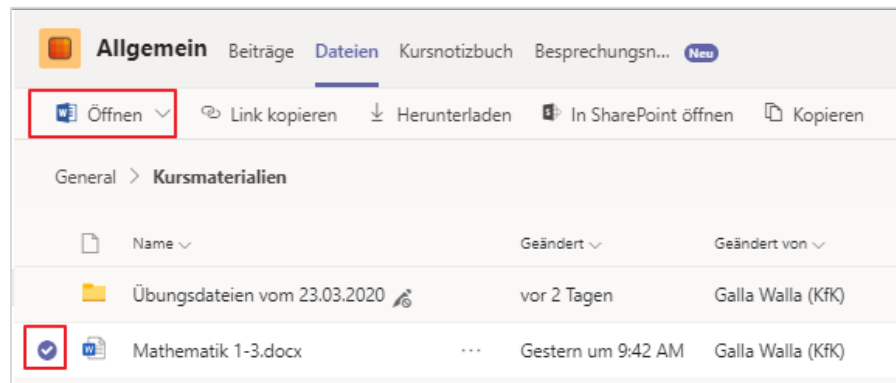 Allgemein Beiträge Dateien Kursnotizbuch Besprechungsn... Neu
Öffnen Link kopieren Herunterladen In SharePoint öffnen Kopieren
General > Kursmaterialien
Name Geändert Geändert von
Übungsdateien vom 23.03.2020 vor 2 Tagen Galla Walla (KfK)
Mathematik 1-3.docx ... Gestern um 9:42 AM Galla Walla (KfK)